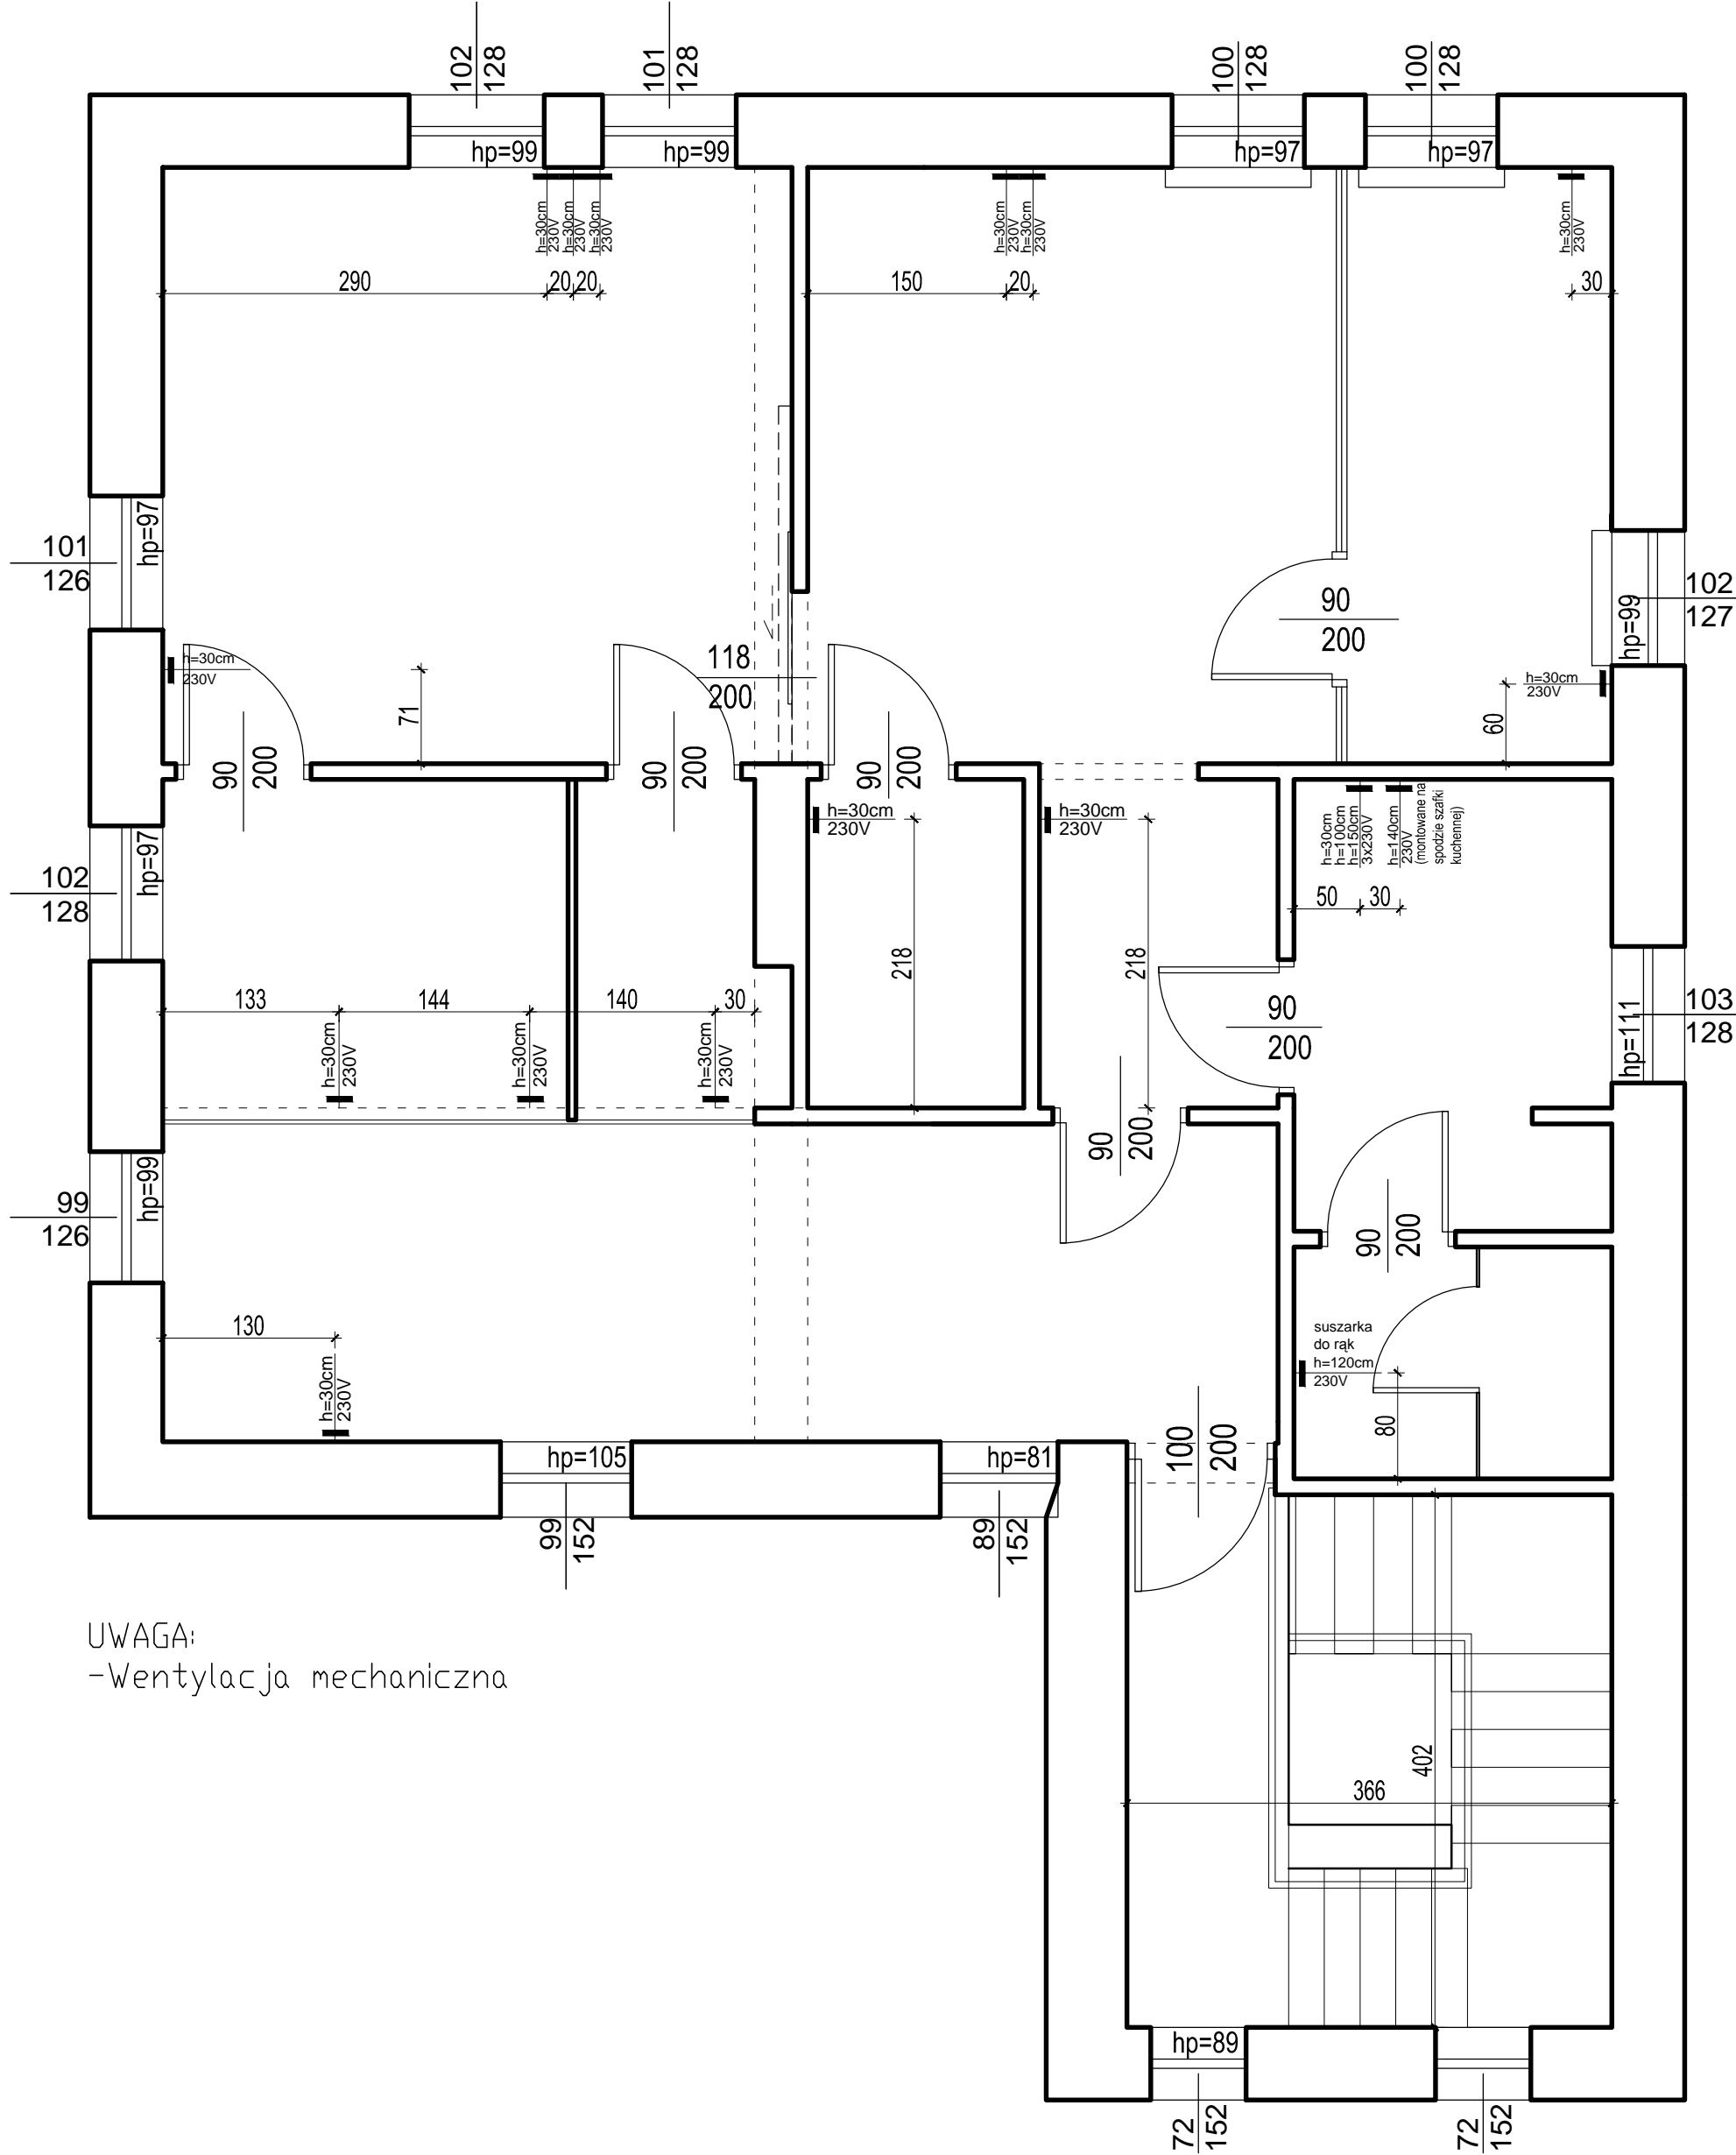 102
128
101
128
100
128
100
128
hp=99
hp=99
hp=97
hp=97
h=30cm
230V
h=30cm
230V
h=30cm
230V
h=30cm
230V
h=30cm
230V
h=30cm
230V
290
20
20
150
20
30
hp=97
101
126
90
200
102
127
hp=99
118
200
h=30cm
230V
71
h=30cm
230V
60
90
200
90
200
90
200
h=30cm
230V
h=30cm
230V
h=30cm
h=100cm
h=150cm
3x230V
h=140cm
230V
(montowane na
spodzie szafki
kuchennej)
hp=97
102
128
50
30
218
218
133
144
140
30
90
200
103
128
hp=111
h=30cm
230V
h=30cm
230V
h=30cm
230V
90
200
hp=99
99
126
90
200
130
suszarka
do rąk
h=120cm
230V
h=30cm
230V
80
100
200
hp=105
hp=81
99
152
89
152
UWAGA:
-Wentylacja mechaniczna
402
366
hp=89
72
152
72
152